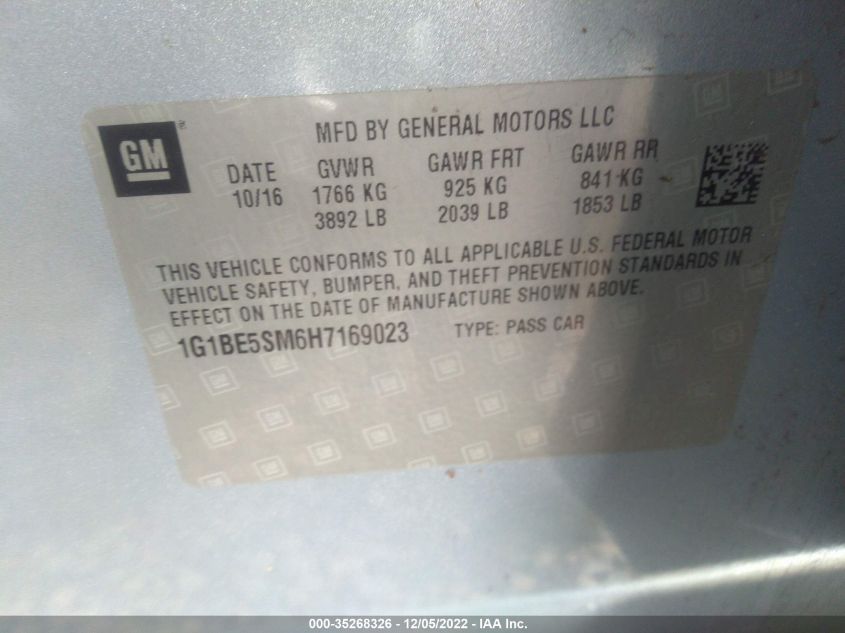 GM
MFD BY GENERAL MOTORS LLC
DATE GVWR GAWR FRT GAWR RR
10/16 1766 KG 925 KG 841 KG
3892 LB 2039 LB 1853 LB
THIS VEHICLE CONFORMS TO ALL APPLICABLE U.S. FEDERAL MOTOR
VEHICLE SAFETY, BUMPER, AND THEFT PREVENTION STANDARDS IN
EFFECT ON THE DATE OF MANUFACTURE SHOWN ABOVE.
1G1BE5SM6H7169023 TYPE: PASS CAR
000-35268326 - 12/05/2022 - IAA Inc.